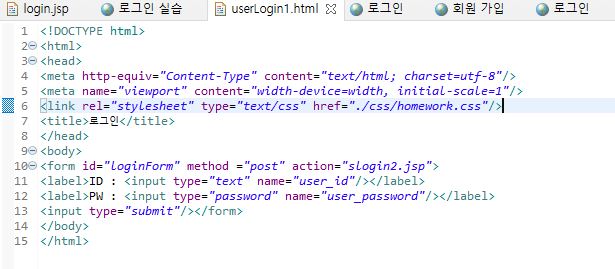 login.jsp 로그인 실습 userLogin1.html 로그인 회원 가입 로그인
1 <!DOCTYPE html>
2 <html>
3 <head>
4 <meta http-equiv="Content-Type" content="text/html; charset=utf-8"/>
5 <meta name="viewport" content="width=device=width, initial-scale=1"/>
6 <link rel="stylesheet" type="text/css" href="./css/homework.css"/>
7 <title>로그인</title>
8 </head>
9 <body>
10 <form id="loginForm" method ="post" action="slogin2.jsp">
11 <label>ID : <input type="text" name="user_id"/></label>
12 <label>PW : <input type="password" name="user_password"/></label>
13 <input type="submit"/></form>
14 </body>
15 </html>